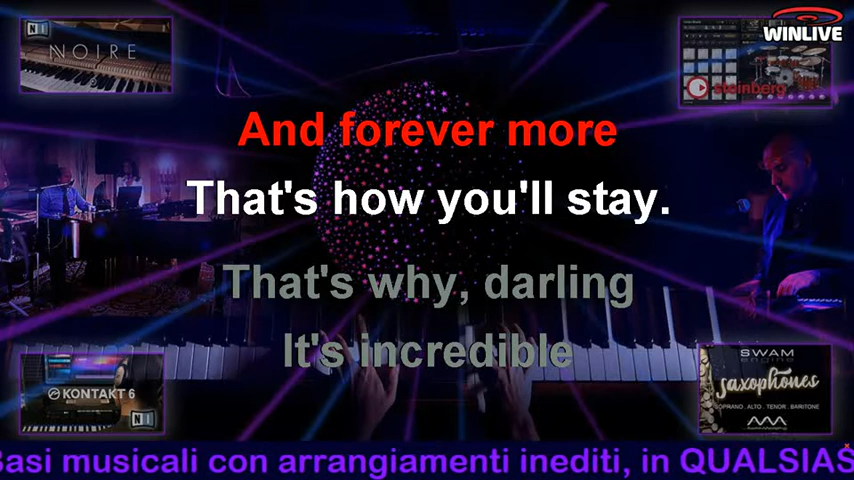 NOIRE
WINLIVE
steinberg
And forever more
That's how you'll stay.
That's why, darling
It's incredible
KONTAKT 6
SWAM
engine
saxophones
SOPRANO . ALTO . TENOR . BARITONE
Basi musicali con arrangiamenti inediti, in QUALSIAS